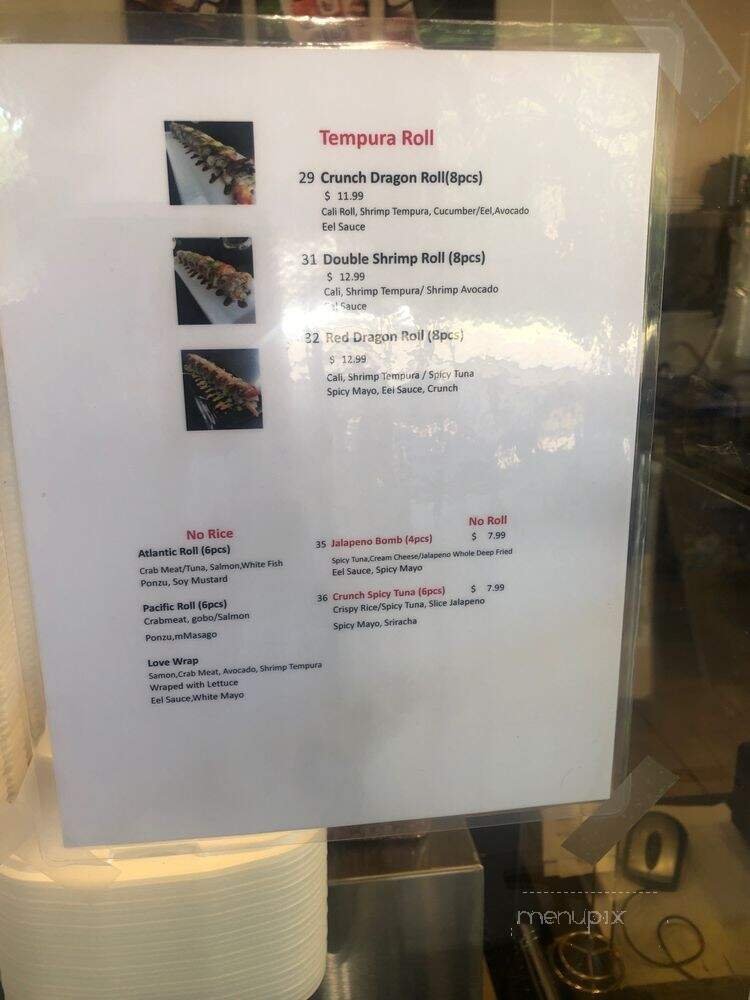 Tempura Roll
29 Crunch Dragon Roll(8pcs)
$ 11.99
Cali Roll, Shrimp Tempura, Cucumber/Eel,Avocado
Eel Sauce
31 Double Shrimp Roll (8pcs)
$ 12.99
Cali, Shrimp Tempura/ Shrimp Avocado
Eel Sauce
32 Red Dragon Roll (8pcs)
$ 12.99
Cali, Shrimp Tempura / Spicy Tuna
Spicy Mayo, Eel Sauce, Crunch
No Rice
Atlantic Roll (6pcs)
Crab Meat/Tuna, Salmon,White Fish
Ponzu, Soy Mustard
Pacific Roll (6pcs)
Crabmeat, gobo/Salmon
Ponzu,mMasago
Love Wrap
Samon,Crab Meat, Avocado, Shrimp Tempura
Wraped with Lettuce
Eel Sauce,White Mayo
No Roll
35 Jalapeno Bomb (4pcs) $ 7.99
Spicy Tuna,Cream Cheese/Jalapeno Whole Deep Fried
Eel Sauce, Spicy Mayo
36 Crunch Spicy Tuna (6pcs) $ 7.99
Crispy Rice/Spicy Tuna, Slice Jalapeno
Spicy Mayo, Sriracha
menupix